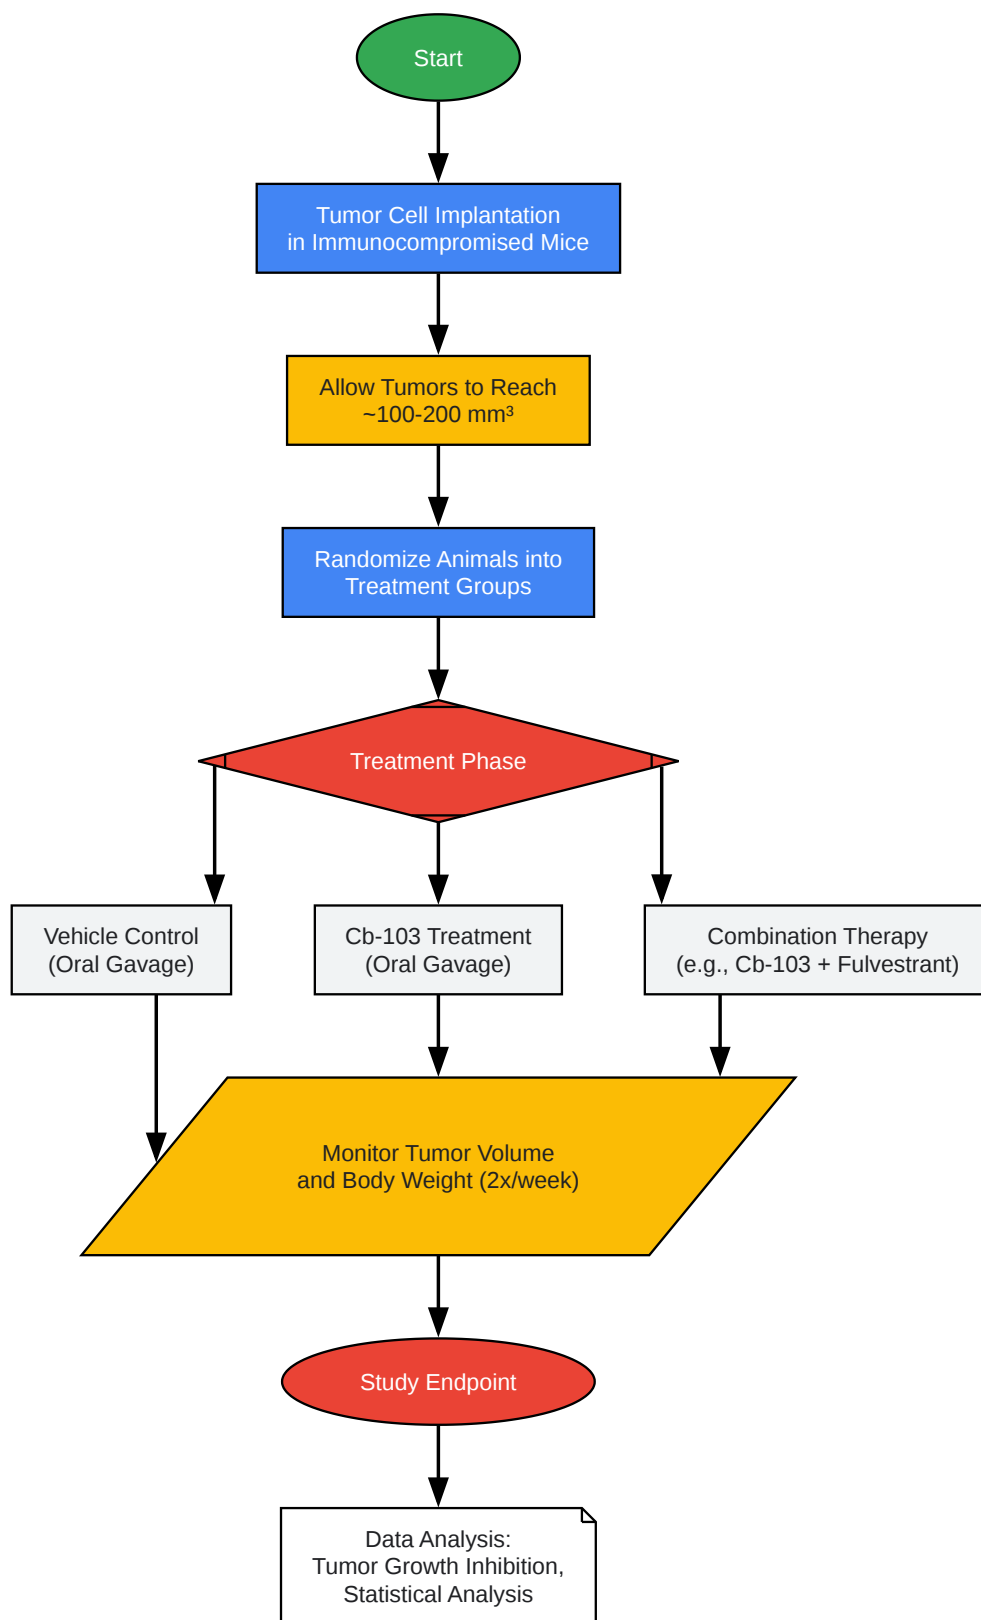 Start
Tumor Cell Implantation
in Immunocompromised Mice
Allow Tumors to Reach
~100-200 mm³
Randomize Animals into
Treatment Groups
Treatment Phase
Vehicle Control
(Oral Gavage)
Cb-103 Treatment
(Oral Gavage)
Combination Therapy
(e.g., Cb-103 + Fulvestrant)
Monitor Tumor Volume
and Body Weight (2x/week)
Study Endpoint
Data Analysis:
Tumor Growth Inhibition,
Statistical Analysis